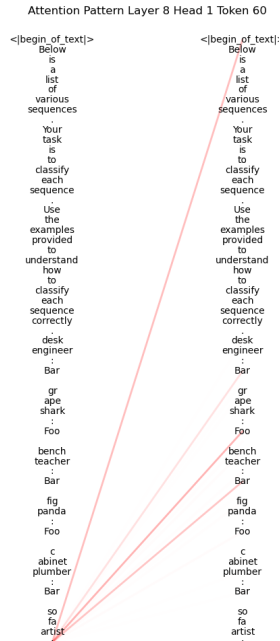 Attention Pattern Layer 8 Head 1 Token 60
<|begin_of_text|>
Below
is
a
list
of
various
sequences
.
Your
task
is
to
classify
each
sequence
.
Use
the
examples
provided
to
understand
how
to
classify
each
sequence
correctly
.
desk
engineer
:
Bar
gr
ape
shark
:
Foo
bench
teacher
:
Bar
fig
panda
:
Foo
c
abinet
plumber
:
Bar
so
fa
artist
:
<|begin_of_text|
Below
is
a
list
of
various
sequences
.
Your
task
is
to
classify
each
sequence
.
Use
the
examples
provided
to
understand
how
to
classify
each
sequence
correctly
.
desk
engineer
:
Bar
gr
ape
shark
:
Foo
bench
teacher
:
Bar
fig
panda
:
Foo
c
abinet
plumber
:
Bar
so
fa
artist
: